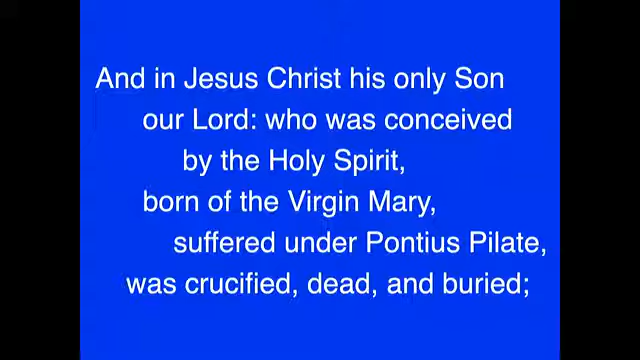 And in Jesus Christ his only Son
our Lord: who was conceived
by the Holy Spirit,
born of the Virgin Mary,
suffered under Pontius Pilate,
was crucified, dead, and buried;